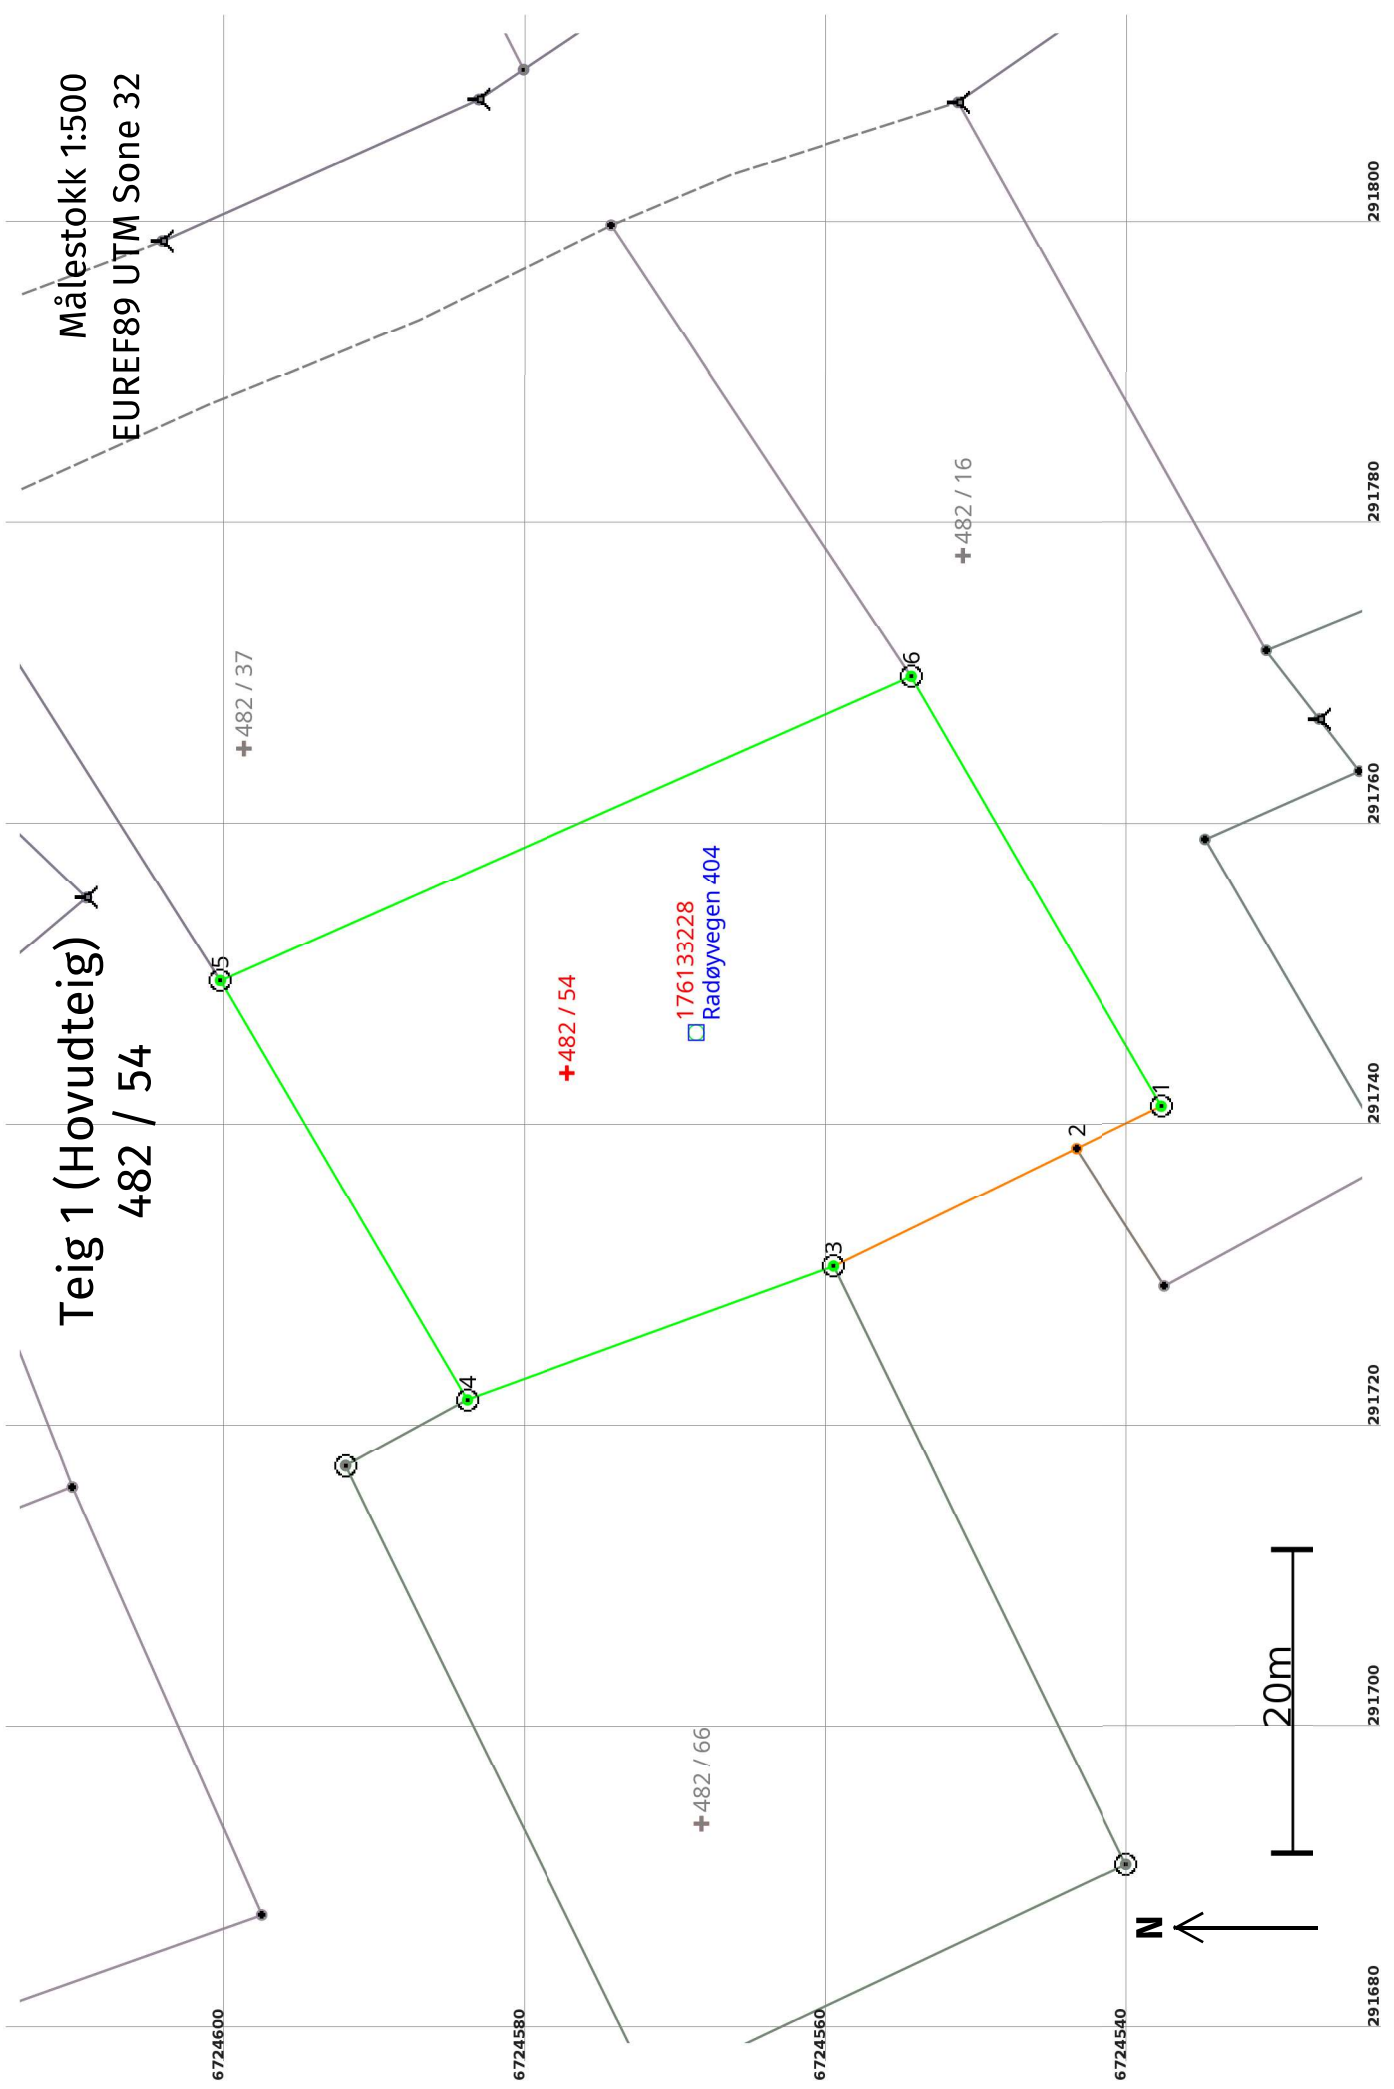 Teig 1 (Hovudteig)
482 / 54
Målestokk 1:500
EUREF89 UTM Sone 32
482 / 37
482 / 54
176133228
Radøyvegen 404
482 / 16
482 / 66
5
4
3
2
1
6
20m
N
6724600
6724580
6724560
6724540
291680
291700
291720
291740
291760
291780
291800